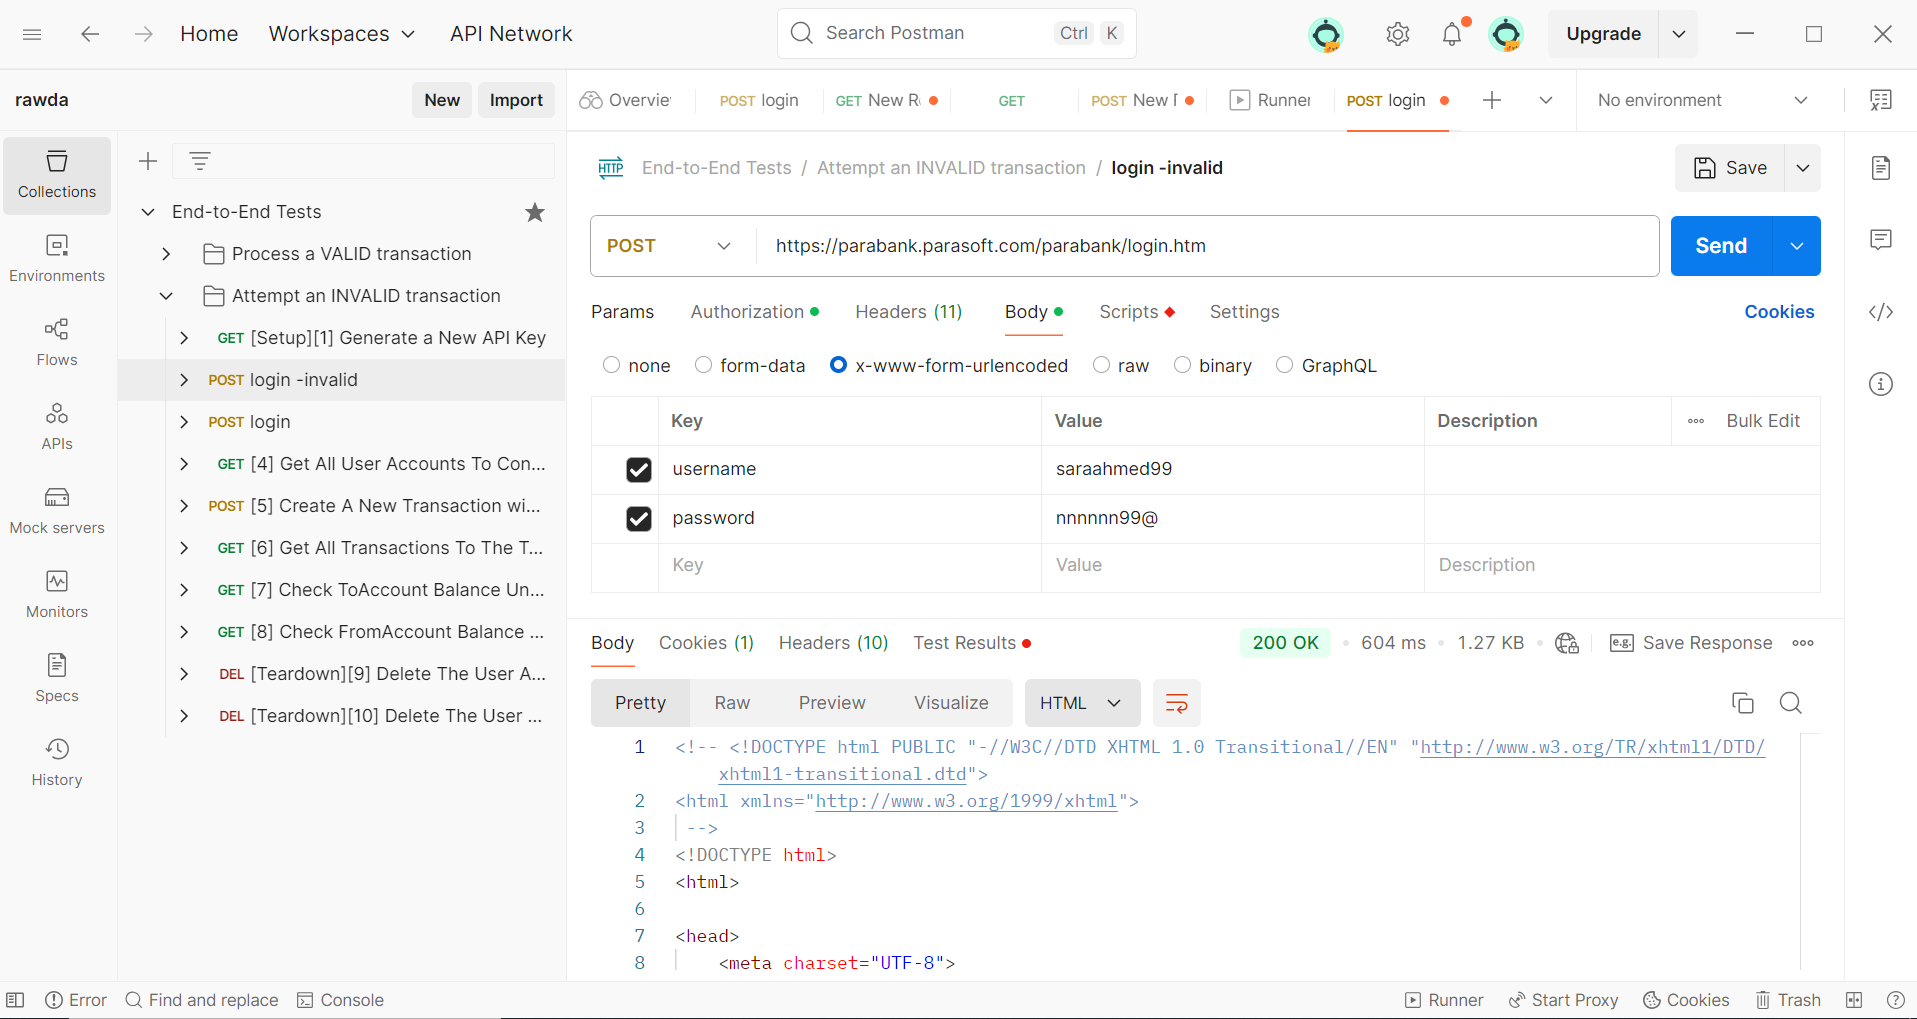 Home Workspaces API Network Search Postman Ctrl K Upgrade
rawda New Import Overvie POST login GET New R GET POST New Runner POST login No environment
Collections
Environments
Flows
APIs
Mock servers
Monitors
Specs
History
End-to-End Tests
Process a VALID transaction
Attempt an INVALID transaction
GET [Setup][1] Generate a New API Key
POST login -invalid
POST login
GET [4] Get All User Accounts To Con...
POST [5] Create A New Transaction wi...
GET [6] Get All Transactions To The T...
GET [7] Check ToAccount Balance Un...
GET [8] Check FromAccount Balance ...
DEL [Teardown][9] Delete The User A...
DEL [Teardown][10] Delete The User ...
HTTP End-to-End Tests / Attempt an INVALID transaction / login -invalid Save
POST https://parabank.parasoft.com/parabank/login.htm Send
Params Authorization Headers (11) Body Scripts Settings Cookies
none form-data x-www-form-urlencoded raw binary GraphQL
Key Value Description Bulk Edit
username saraahmed99
password nnnnnn99@
Key Value Description
Body Cookies (1) Headers (10) Test Results 200 OK 604 ms 1.27 KB e.g. Save Response
Pretty Raw Preview Visualize HTML
1 <!-- <!DOCTYPE html PUBLIC "-//W3C//DTD XHTML 1.0 Transitional//EN" "http://www.w3.org/TR/xhtml1/DTD/
xhtml1-transitional.dtd">
2 <html xmlns="http://www.w3.org/1999/xhtml">
3 -->
4 <!DOCTYPE html>
5 <html>
6
7 <head>
8 <meta charset="UTF-8">
Error Find and replace Console Runner Start Proxy Cookies Trash